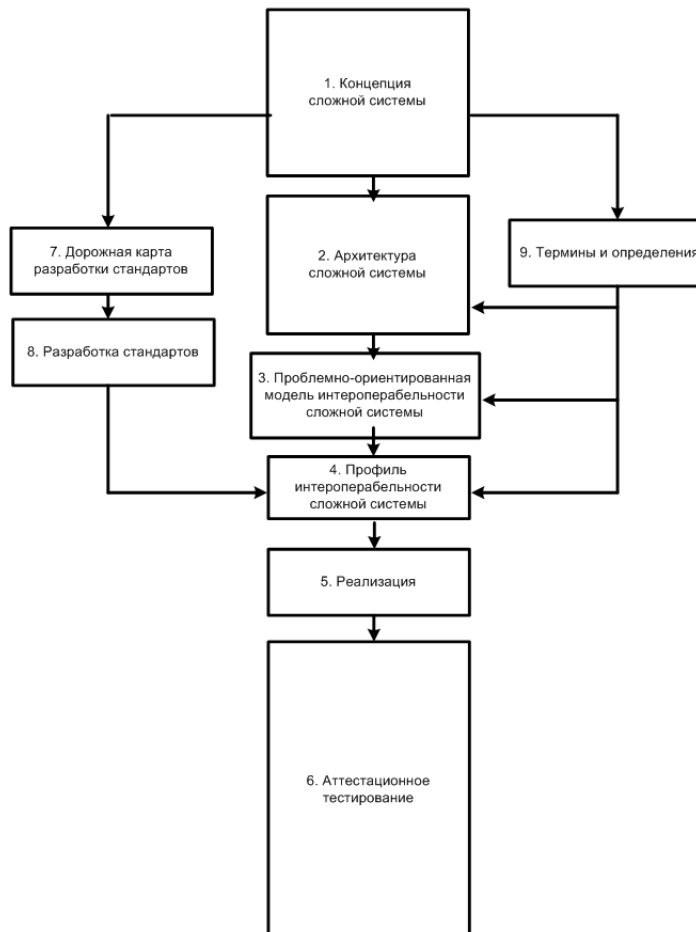 1. Концепция
сложной системы
7. Дорожная карта
разработки стандартов
2. Архитектура
сложной системы
9. Термины и определения
8. Разработка стандартов
3. Проблемно-ориентированная
модель интероперабельности
сложной системы
4. Профиль
интероперабельности
сложной системы
5. Реализация
6. Аттестационное
тестирование